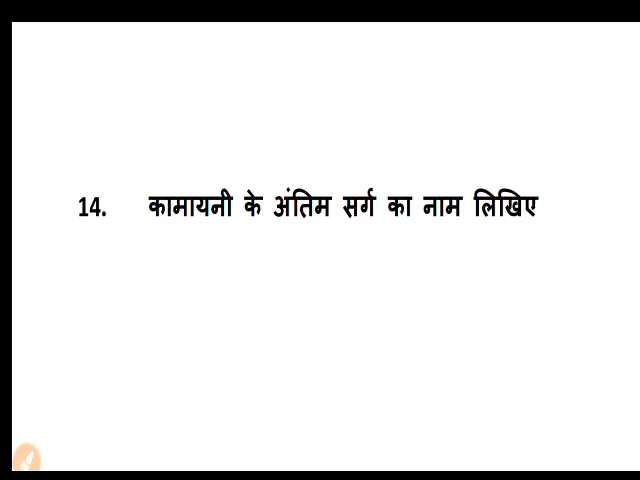 14. कामायनी के अंतिम सर्ग का नाम लिखिए